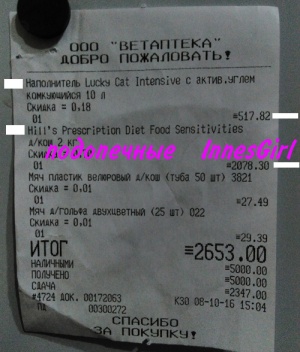 ООО "ВЕТАПТЕКА"
ДОБРО ПОЖАЛОВАТЬ!
Наполнитель Lucky Cat Intensive с актив.углем
комкующийся 10 л
Скидка = 0.18
01 =517.82
Hill's Prescription Diet Food Sensitivities
д/кош 2 кг
подопечные InnesGirl
01 =2078.30
Мяч пластик велюровый д/кош (туба 50 шт) 3821
Скидка = 0.01
01 =27.49
Мяч д/гольфа двухцветный (25 шт) 022
Скидка = 0.01
01 =29.39
ИТОГ =2653.00
НАЛИЧНЫМИ =5000.00
ПОЛУЧЕНО =5000.00
СДАЧА =2347.00
#4724 ДОК. 00172063 К30 08-10-16 15:04
ПД 00300272
СПАСИБО
ЗА ПОКУПКУ!